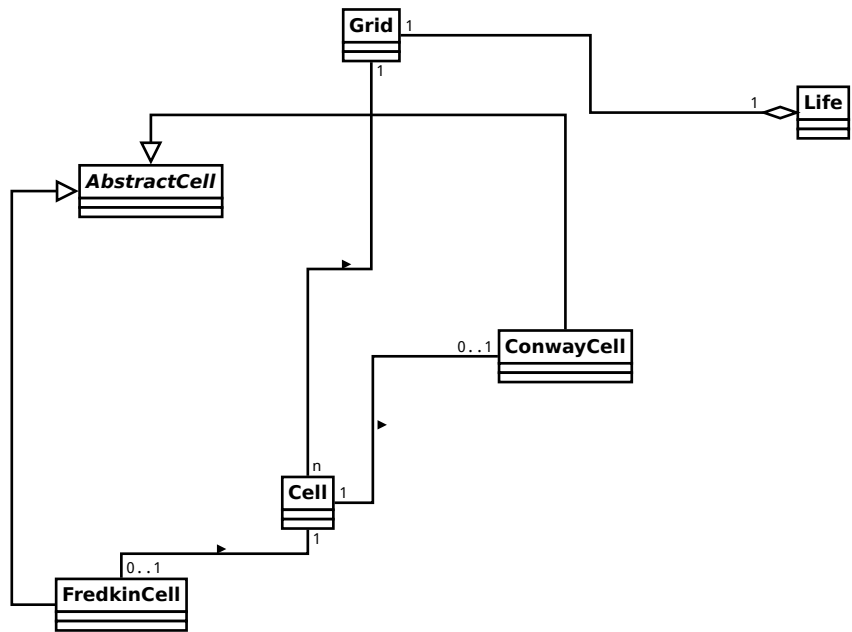 Grid
1
1
1
Life
AbstractCell
0..1
ConwayCell
n
Cell
1
1
0..1
FredkinCell